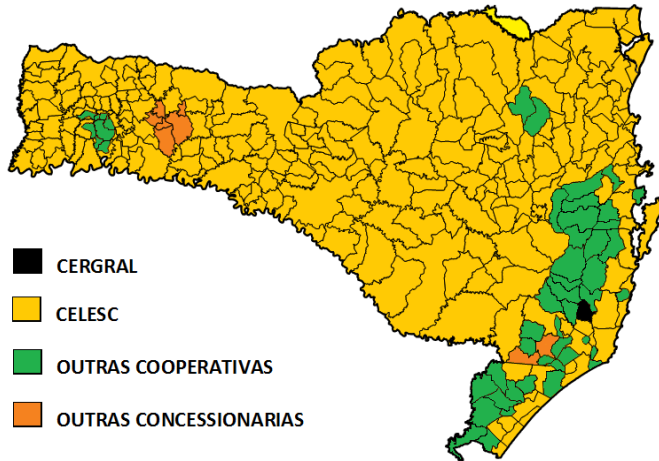 CERGRAL
CELESC
OUTRAS COOPERATIVAS
OUTRAS CONCESSIONARIAS